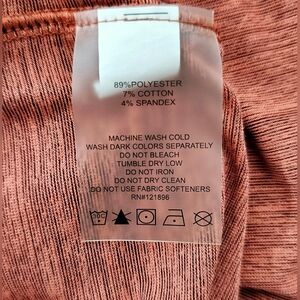 89%POLYESTER
7% COTTON
4% SPANDEX
MACHINE WASH COLD
WASH DARK COLORS SEPARATELY
DO NOT BLEACH
TUMBLE DRY LOW
DO NOT IRON
DO NOT DRY CLEAN
DO NOT USE FABRIC SOFTENERS
RN#121896